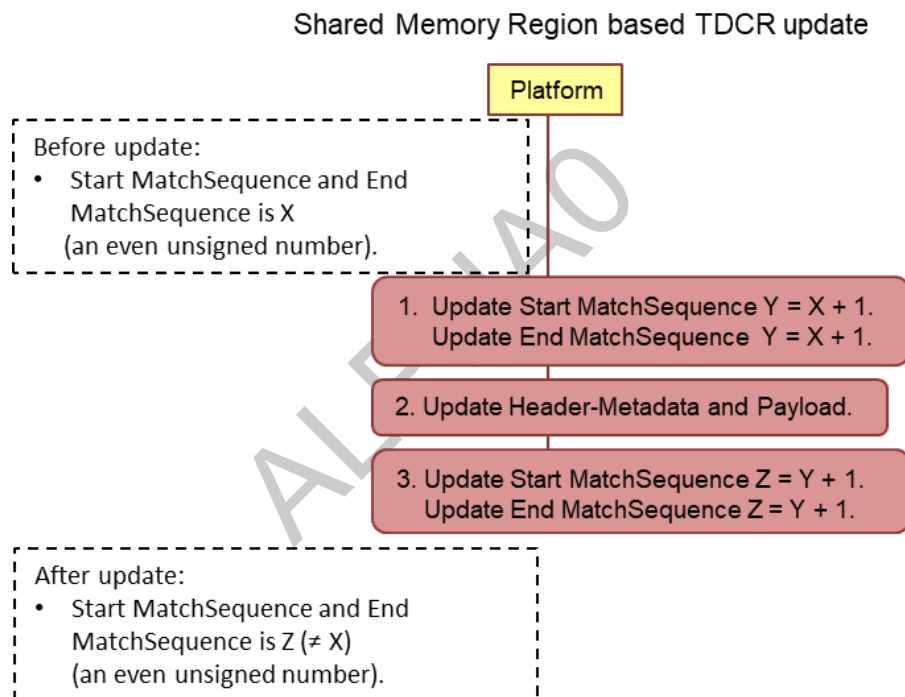 Shared Memory Region based TDCR update
Platform
Before update:
• Start MatchSequence and End
MatchSequence is X
(an even unsigned number).
1. Update Start MatchSequence Y = X + 1.
Update End MatchSequence Y = X + 1.
2. Update Header-Metadata and Payload.
3. Update Start MatchSequence Z = Y + 1.
Update End MatchSequence Z = Y + 1.
After update:
• Start MatchSequence and End
MatchSequence is Z (≠ X)
(an even unsigned number).